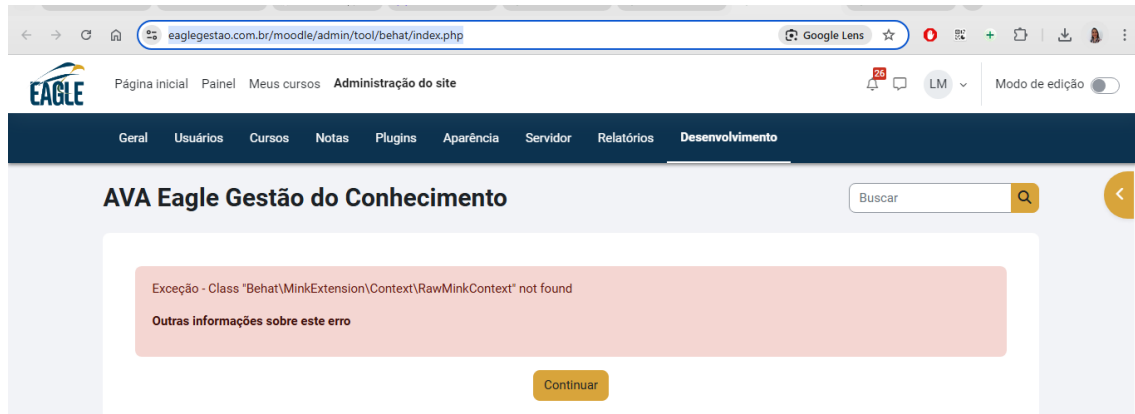 eaglegestao.com.br/moodle/admin/tool/behat/index.php
Google Lens
EAGLE
Página inicial Painel Meus cursos Administração do site
26
LM
Modo de edição
Geral Usuários Cursos Notas Plugins Aparência Servidor Relatórios Desenvolvimento
AVA Eagle Gestão do Conhecimento
Buscar
Exceção - Class "Behat\MinkExtension\Context\RawMinkContext" not found
Outras informações sobre este erro
Continuar